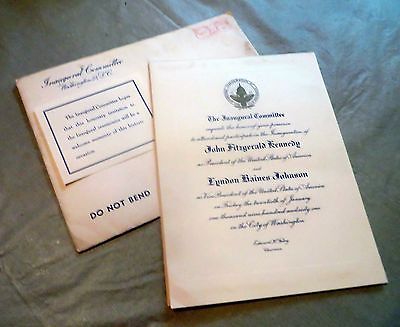 Inaugural Committee
Washington, D.C.
The Inaugural Committee hopes
that this honorary invitation to
the Inaugural ceremonies will be a
welcome memento of this historic
occasion.
DO NOT BEND
The Inaugural Committee
requests the honor of your presence
to attend and participate in the Inauguration of
John Fitzgerald Kennedy
as President of the United States of America
and
Lyndon Baines Johnson
as Vice President of the United States of America
on Friday the twentieth of January
one thousand nine hundred and sixty one
in the City of Washington
Edward H. Foley
Chairman